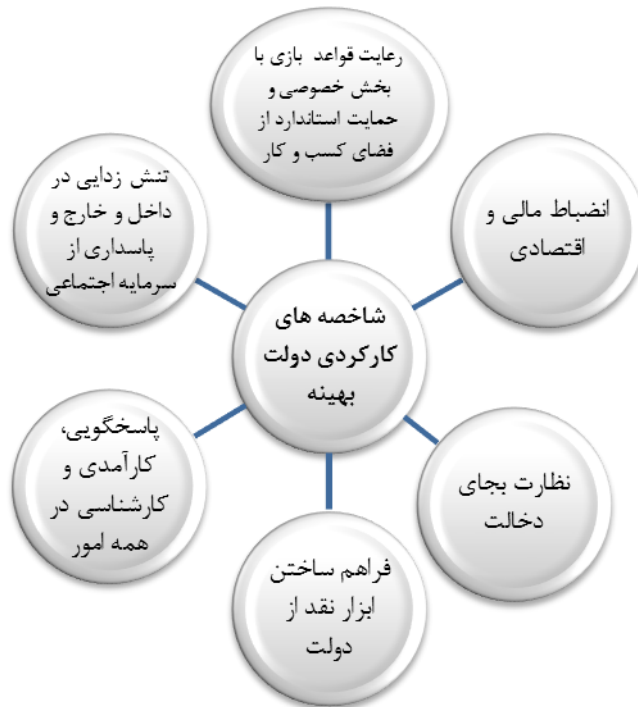 رعایت قواعد بازی با
بخش خصوصی و
حمایت استاندارد از
فضای کسب و کار
انضباط مالی و
اقتصادی
نظارت بجای
دخالت
فراهم ساختن
ابزار نقد از
دولت
پاسخگویی،
کارآمدی و
کارشناسی در
همه امور
تنش زدایی در
داخل و خارج و
پاسداری از
سرمایه اجتماعی
شاخصه های
کارکردی دولت
بهینه